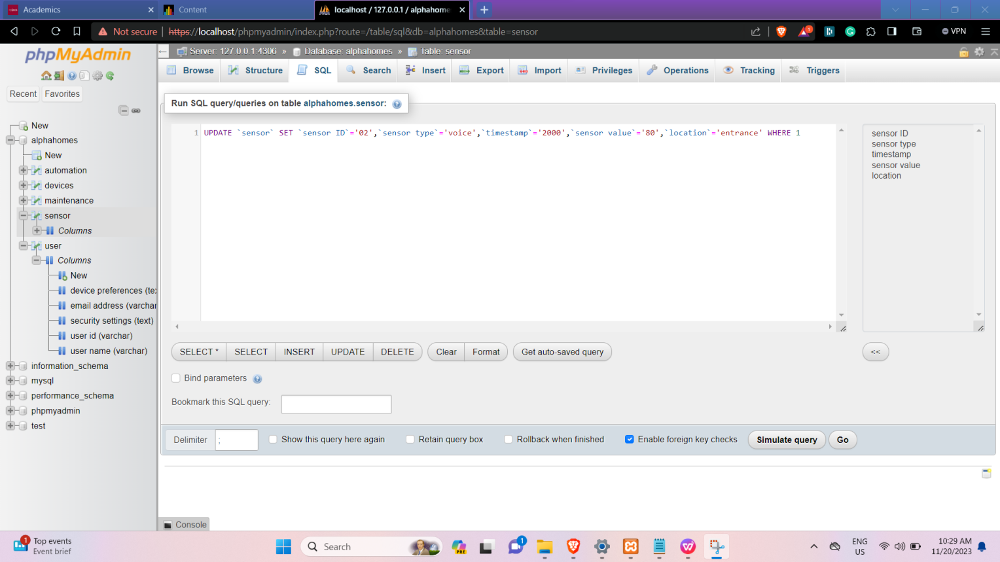 Academics
Content
localhost / 127.0.0.1 / alphahome
Not secure
https://localhost/phpmyadmin/index.php?route=/table/sql&db=alphahomes&table=sensor
1
VPN
phpMyAdmin
Recent
Favorites
New
alphahomes
New
automation
devices
maintenance
sensor
Columns
user
Columns
New
device preferences (te
email address (varchar
security settings (text)
user id (varchar)
user name (varchar)
information_schema
mysql
performance_schema
phpmyadmin
test
Server: 127.0.0.1:4306 » Database: alphahomes » Table: sensor
Browse
Structure
SQL
Search
Insert
Export
Import
Privileges
Operations
Tracking
Triggers
Run SQL query/queries on table alphahomes.sensor:
1 UPDATE `sensor` SET `sensor ID`='02',`sensor type`='voice',`timestamp`='2000',`sensor value`='80',`location`='entrance' WHERE 1
sensor ID
sensor type
timestamp
sensor value
location
SELECT *
SELECT
INSERT
UPDATE
DELETE
Clear
Format
Get auto-saved query
<<
Bind parameters
Bookmark this SQL query:
Delimiter
;
Show this query here again
Retain query box
Rollback when finished
Enable foreign key checks
Simulate query
Go
Console
1
Top events
Event brief
Search
PRE
1
ENG
US
10:29 AM
11/20/2023